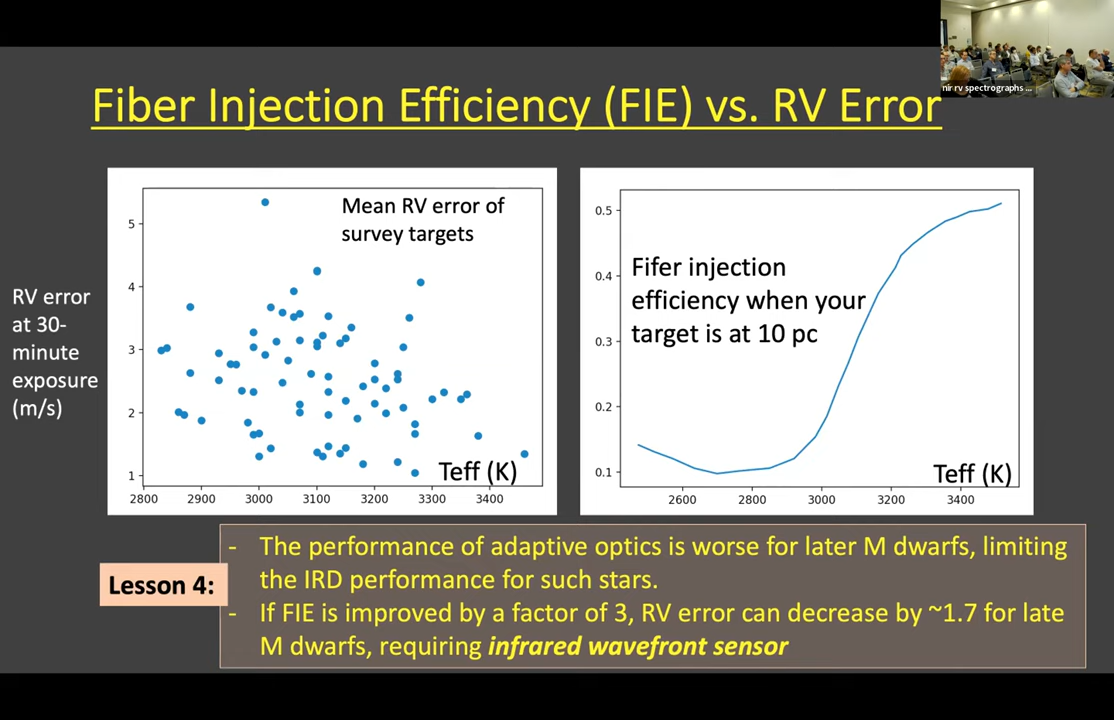 nir rv spectrographs ...
Fiber Injection Efficiency (FIE) vs. RV Error
RV error
at 30-
minute
exposure
(m/s)
Mean RV error of
survey targets
5
4
3
2
1
Teff (K)
2800 2900 3000 3100 3200 3300 3400
0.5
0.4
0.3
0.2
0.1
Fifer injection
efficiency when your
target is at 10 pc
Teff (K)
2600 2800 3000 3200 3400
Lesson 4:
- The performance of adaptive optics is worse for later M dwarfs, limiting
the IRD performance for such stars.
- If FIE is improved by a factor of 3, RV error can decrease by ~1.7 for late
M dwarfs, requiring infrared wavefront sensor